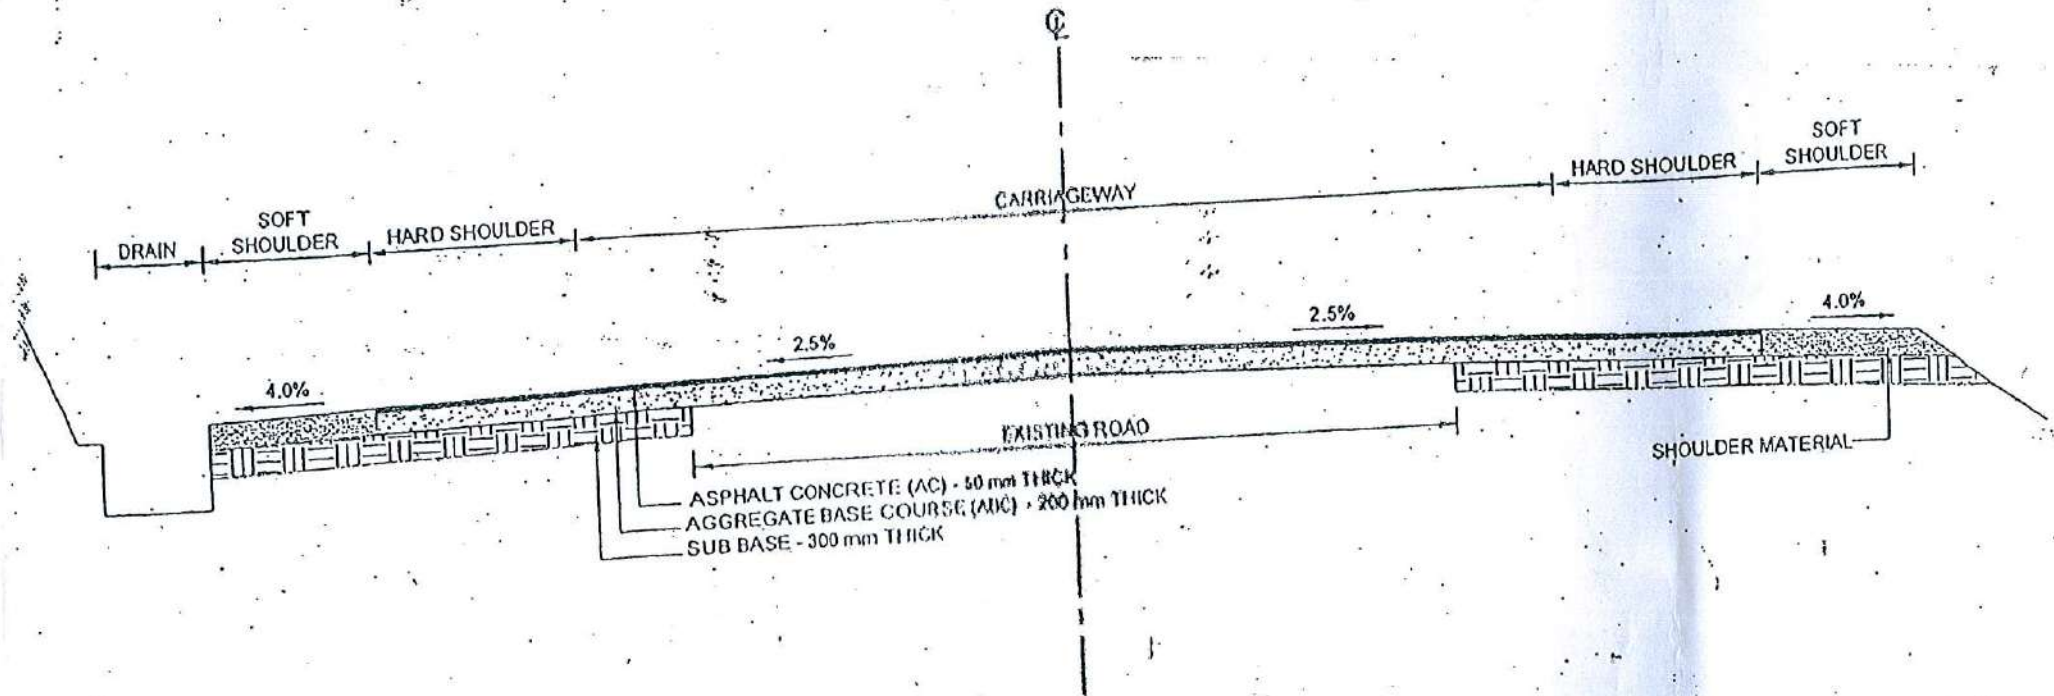 ℄
SOFT
SHOULDER
HARD SHOULDER
CARRIAGEWAY
HARD SHOULDER
SOFT
SHOULDER
DRAIN
4.0%
2.5%
2.5%
4.0%
EXISTING ROAD
SHOULDER MATERIAL
ASPHALT CONCRETE (AC) - 50 mm THICK
AGGREGATE BASE COURSE (ABC) - 200 mm THICK
SUB BASE - 300 mm THICK